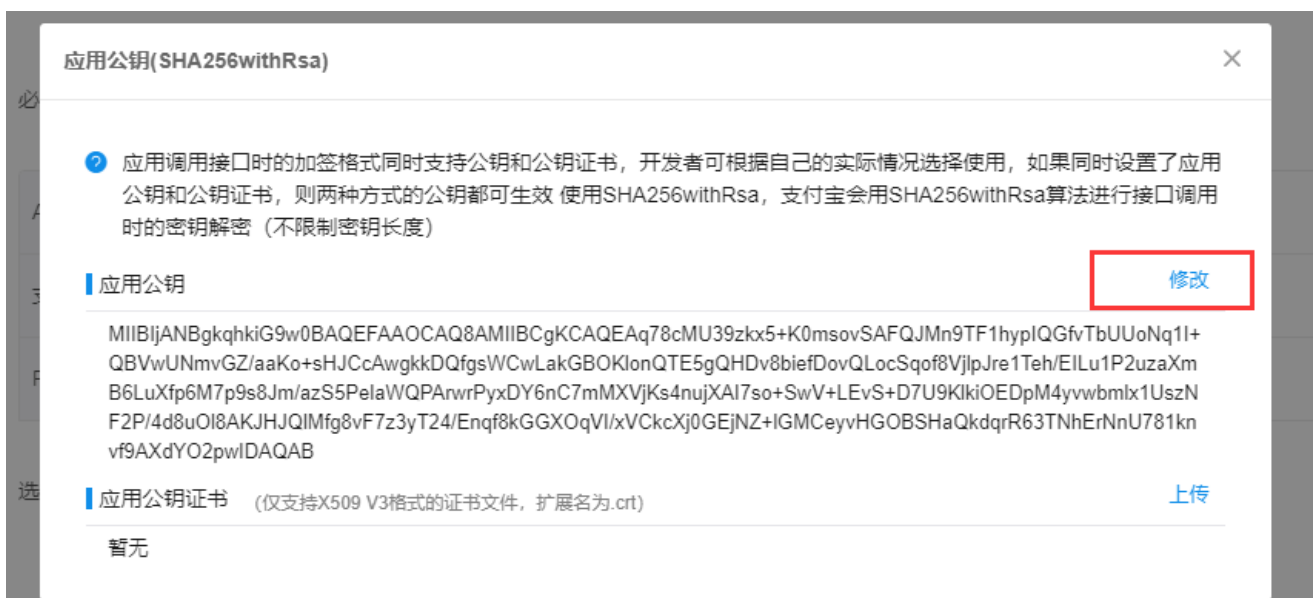 应用公钥(SHA256withRsa)
必
应用调用接口时的加签格式同时支持公钥和公钥证书，开发者可根据自己的实际情况选择使用，如果同时设置了应用
公钥和公钥证书，则两种方式的公钥都可生效 使用SHA256withRsa，支付宝会用SHA256withRsa算法进行接口调用
时的密钥解密（不限制密钥长度）
应用公钥
修改
MIIBIjANBgkqhkiG9w0BAQEFAAOCAQ8AMIIBCgKCAQEAq78cMU39zkx5+K0msovSAFQJMn9TF1hypIQGfvTbUUoNq1I+
QBVwUNmvGZ/aaKo+sHJCcAwgkkDQfgsWCwLakGBOKlonQTE5gQHDv8biefDovQLocSqof8VjlpJre1Teh/EILu1P2uzaXm
B6LuXfp6M7p9s8Jm/azS5PelaWQPArwrPyxDY6nC7mMXVjKs4nujXAI7so+SwV+LEvS+D7U9KlkiOEDpM4yvwbmlx1UszN
F2P/4d8uOl8AKJHJQIMfg8vF7z3yT24/Enqf8kGGXOqVI/xVCkcXj0GEjNZ+IGMCeyvHGOBSHaQkdqrR63TNhErNnU781kn
vf9AXdYO2pwIDAQAB
选
应用公钥证书 (仅支持X509 V3格式的证书文件，扩展名为.crt)
上传
暂无